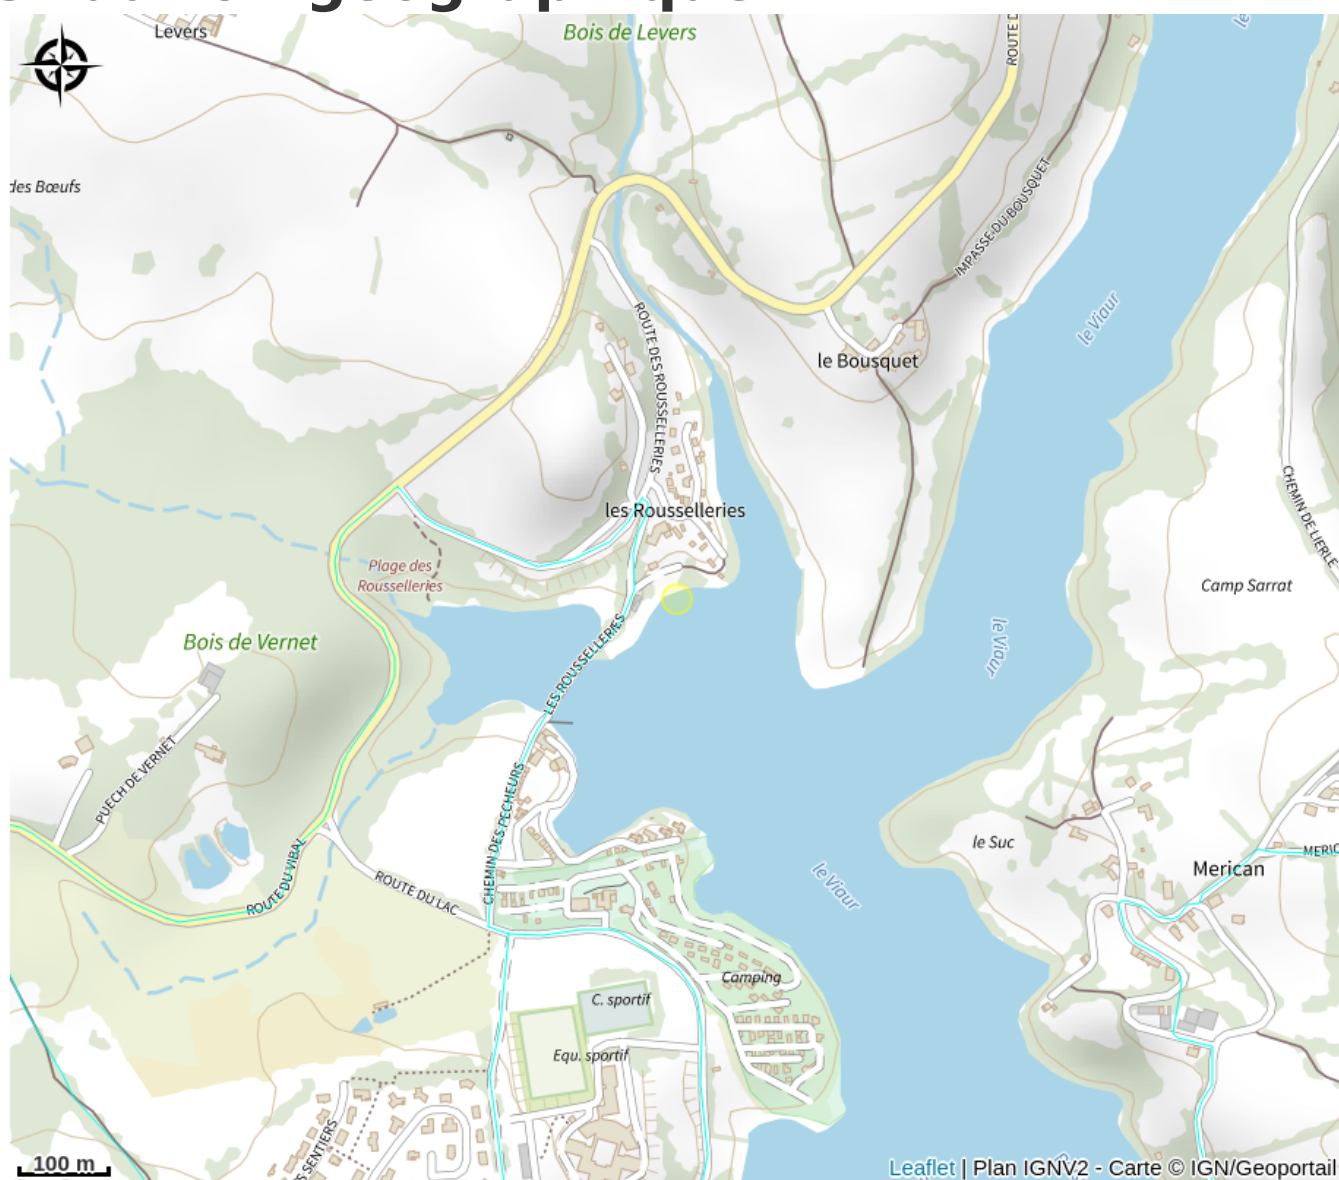 Levers
Bois de Levers
le
des Bœufs
IMPASSE DU BOUSQUET
le Viaur
ROUTE DES ROUSSELLERIES
le Bousquet
CHEMIN DE LIERLE
les Rousselleries
Plage des
Rousselleries
Camp Sarrat
Bois de Vernet
LES ROUSSELLERIES
le Viaur
PUECH DE VERNET
CHEMIN DES PECHEURS
le Suc
Merican
MERIC
ROUTE DU VIBAL
ROUTE DU LAC
le Viaur
Camping
C. sportif
Equ. sportif
S SENTIERS
100 m
Leaflet | Plan IGNV2 - Carte © IGN/Geoportail